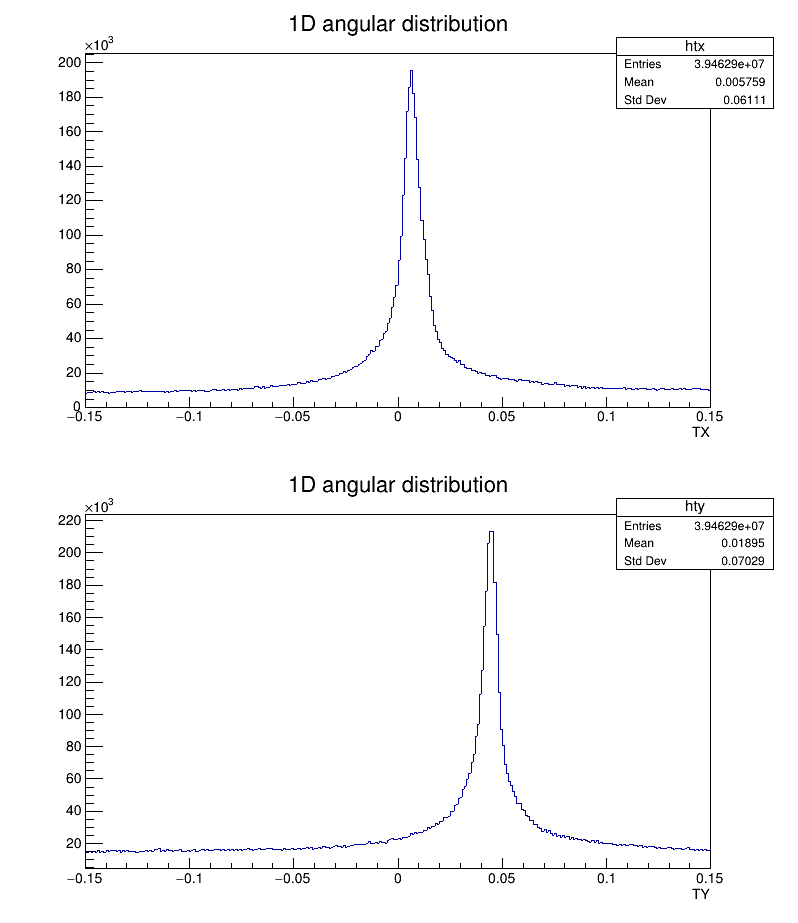 1D angular distribution
×10³
htx
Entries 3.94629e+07
Mean 0.005759
Std Dev 0.06111
200
180
160
140
120
100
80
60
40
20
0
−0.15 −0.1 −0.05 0 0.05 0.1 0.15
TX
1D angular distribution
×10³
hty
Entries 3.94629e+07
Mean 0.01895
Std Dev 0.07029
220
200
180
160
140
120
100
80
60
40
20
−0.15 −0.1 −0.05 0 0.05 0.1 0.15
TY